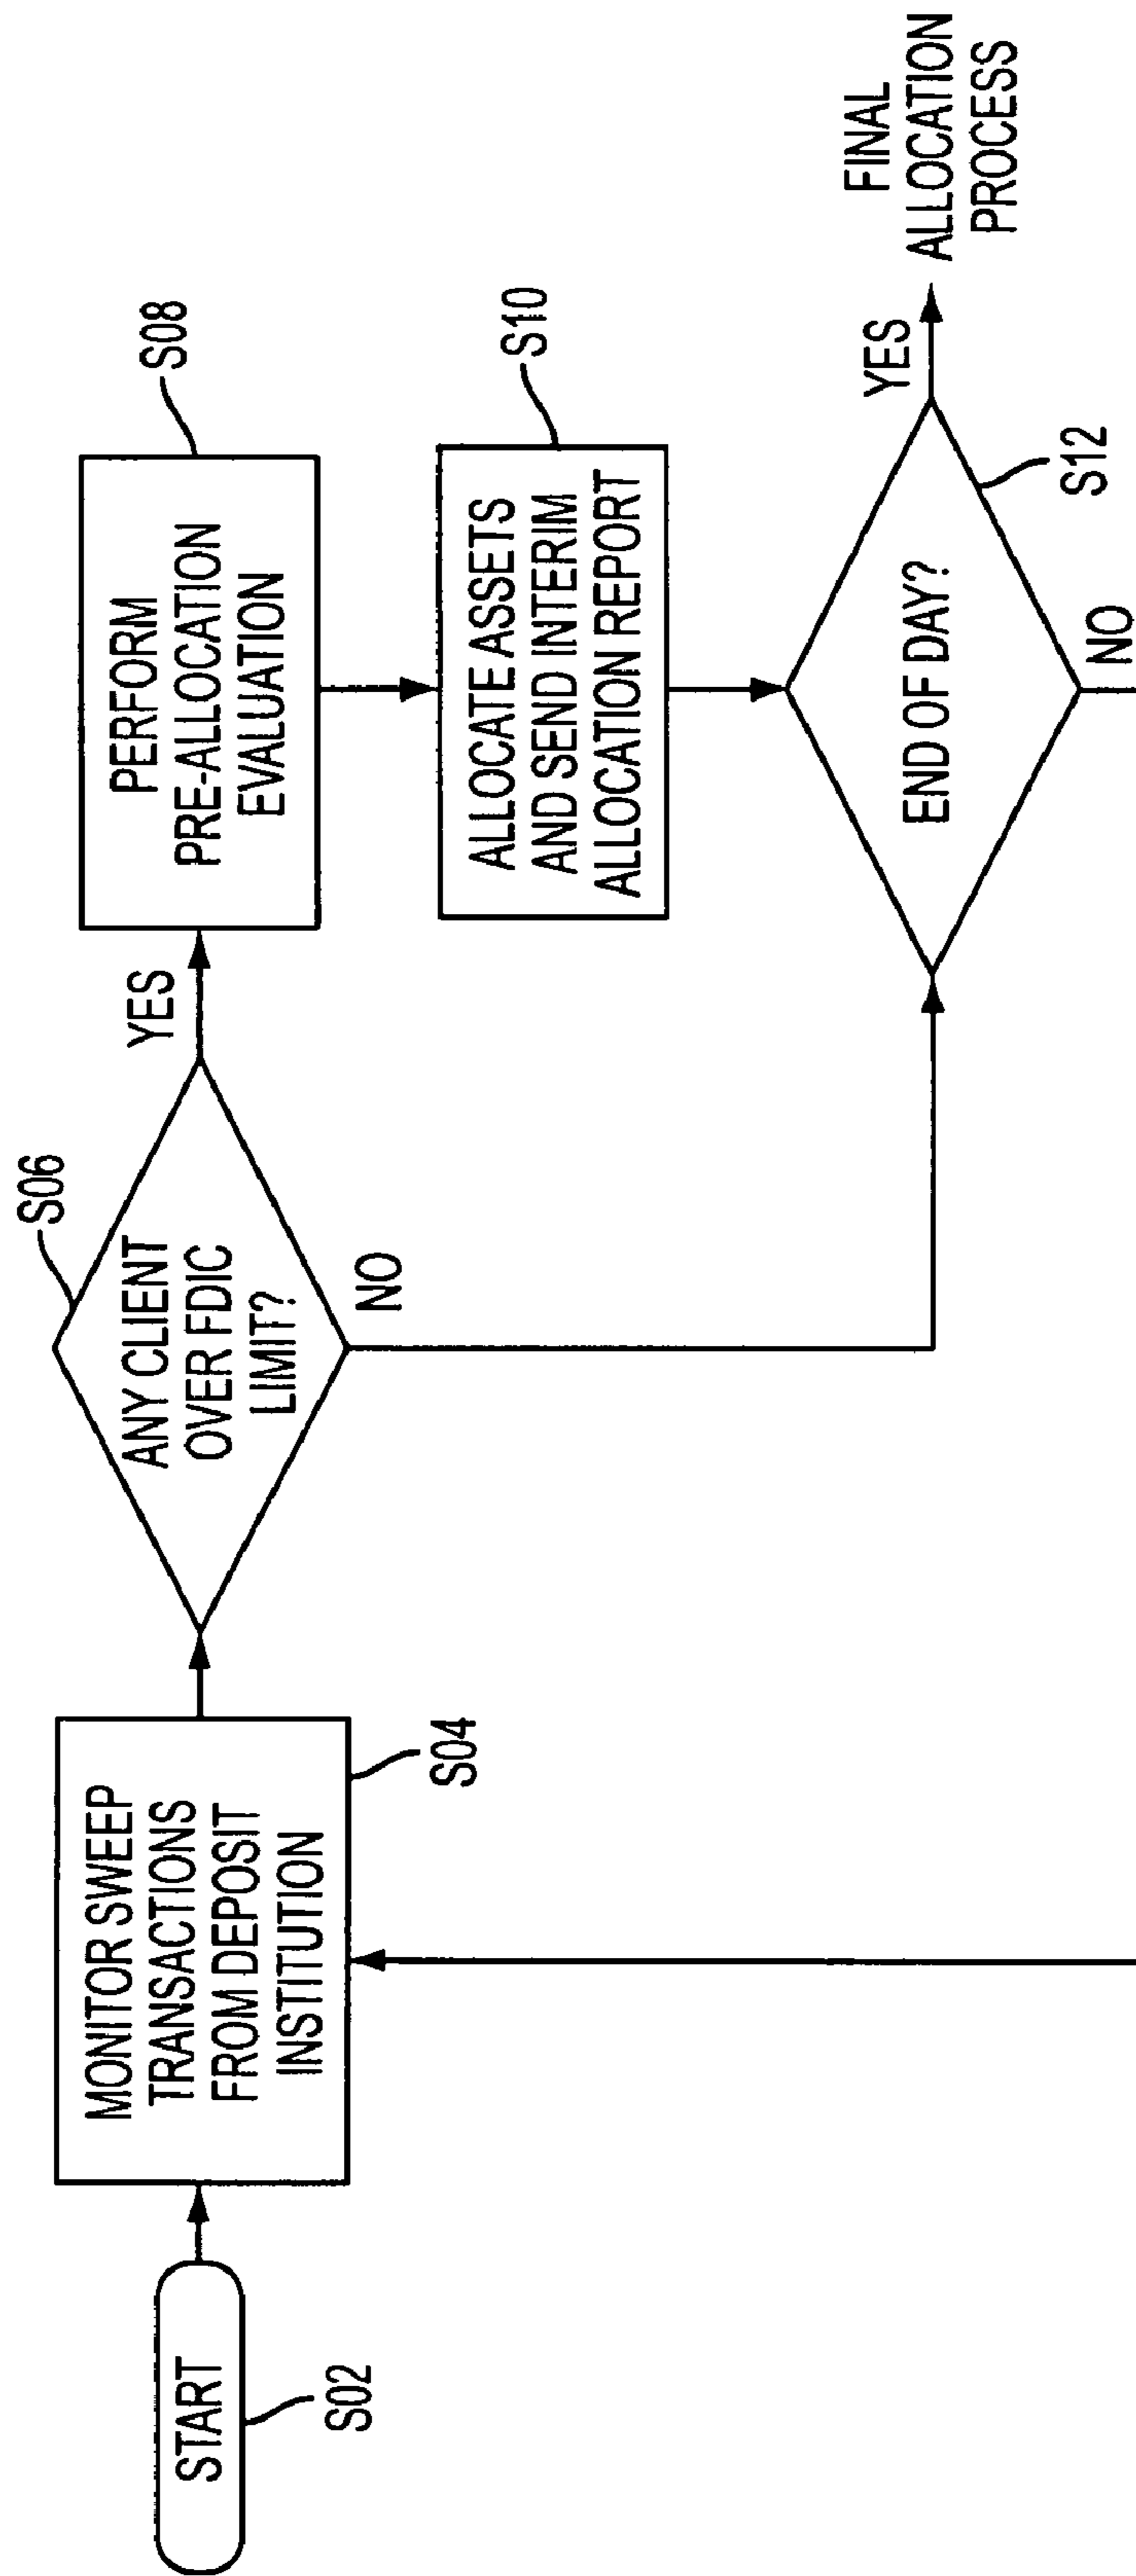 START
S02
MONITOR SWEEP
TRANSACTIONS
FROM DEPOSIT
INSTITUTION
S04
ANY CLIENT
OVER FDIC
LIMIT?
S06
YES
NO
PERFORM
PRE-ALLOCATION
EVALUATION
S08
ALLOCATE ASSETS
AND SEND INTERIM
ALLOCATION REPORT
S10
END OF DAY?
S12
YES
NO
FINAL
ALLOCATION
PROCESS